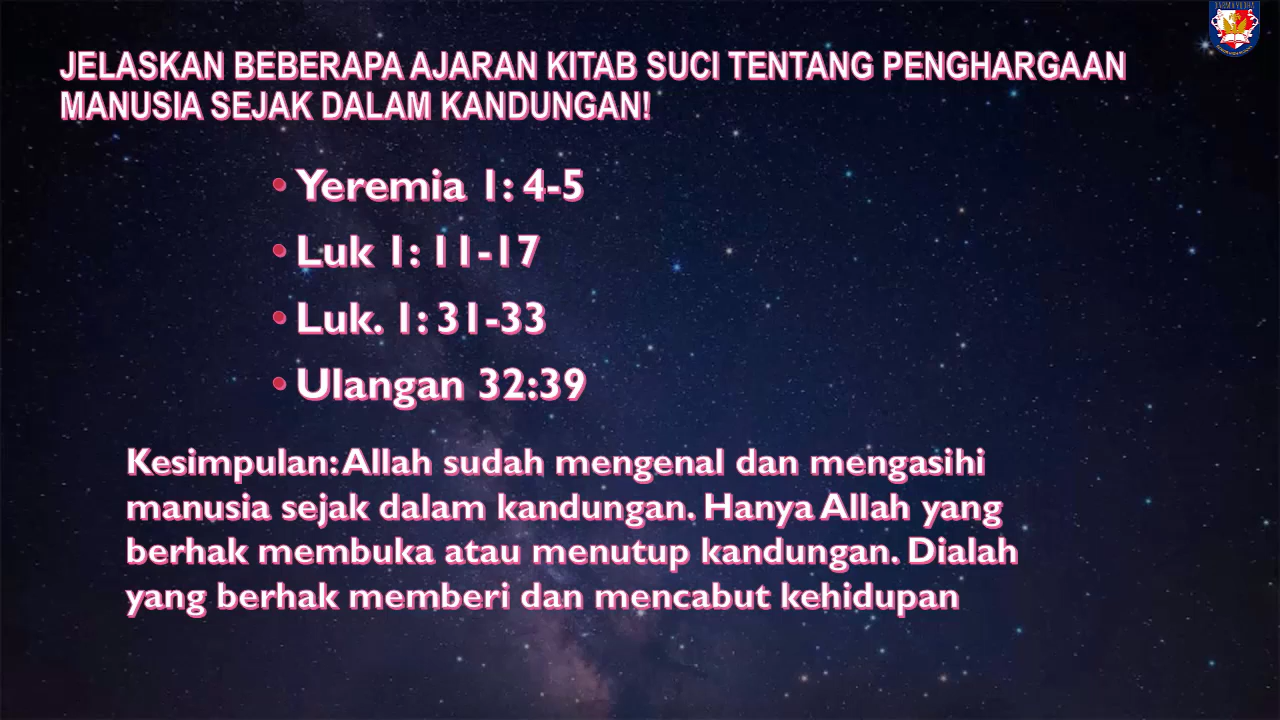 JELASKAN BEBERAPA AJARAN KITAB SUCI TENTANG PENGHARGAAN
MANUSIA SEJAK DALAM KANDUNGAN!
• Yeremia 1: 4-5
• Luk 1: 11-17
• Luk. 1: 31-33
• Ulangan 32:39
Kesimpulan: Allah sudah mengenal dan mengasihi
manusia sejak dalam kandungan. Hanya Allah yang
berhak membuka atau menutup kandungan. Dialah
yang berhak memberi dan mencabut kehidupan